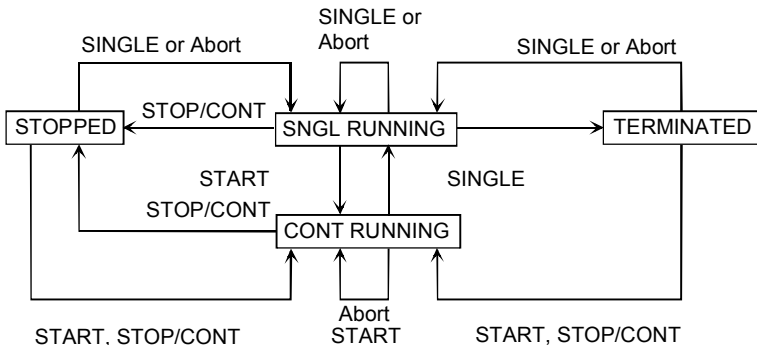 SINGLE or
Abort
SINGLE or Abort
SINGLE or Abort
STOPPED
STOP/CONT
SNGL RUNNING
TERMINATED
START
SINGLE
STOP/CONT
CONT RUNNING
Abort
START
START, STOP/CONT
START, STOP/CONT